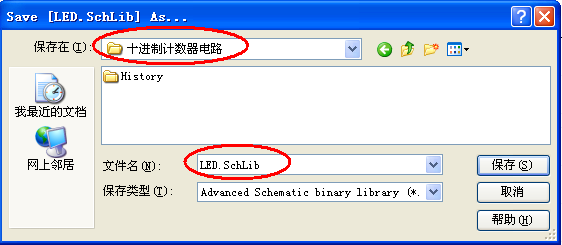 Save [LED.SchLib] As...
保存在(I):
十进制计数器电路
History
我最近的文档
网上邻居
文件名(N):
LED.SchLib
保存(S)
保存类型(T):
Advanced Schematic binary library (*.
取消
帮助(H)